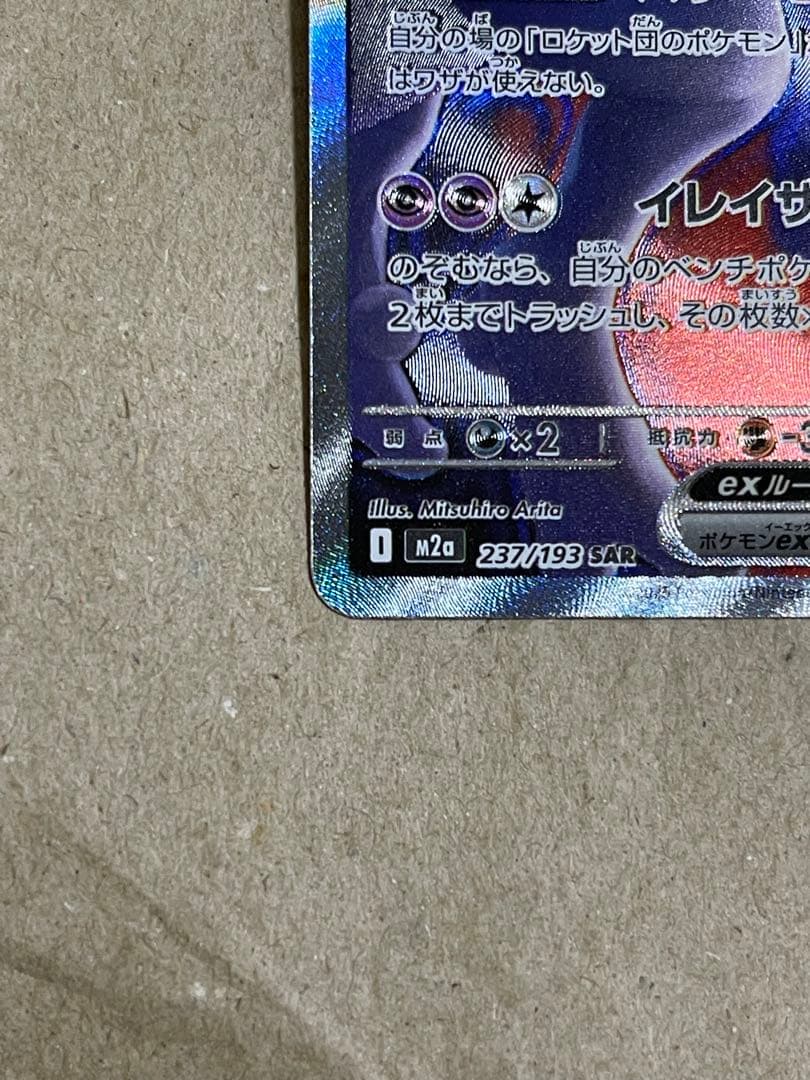 自分の場の「ロケット団のポケモン」
はワザが使えない。
イレイザ
のぞむなら、自分のベンチポケ
2枚までトラッシュし、その枚数×
弱点 ×2 抵抗力 -3
exルー
Illus. Mitsuhiro Arita
ポケモンex
I M2a 237/193 SAR